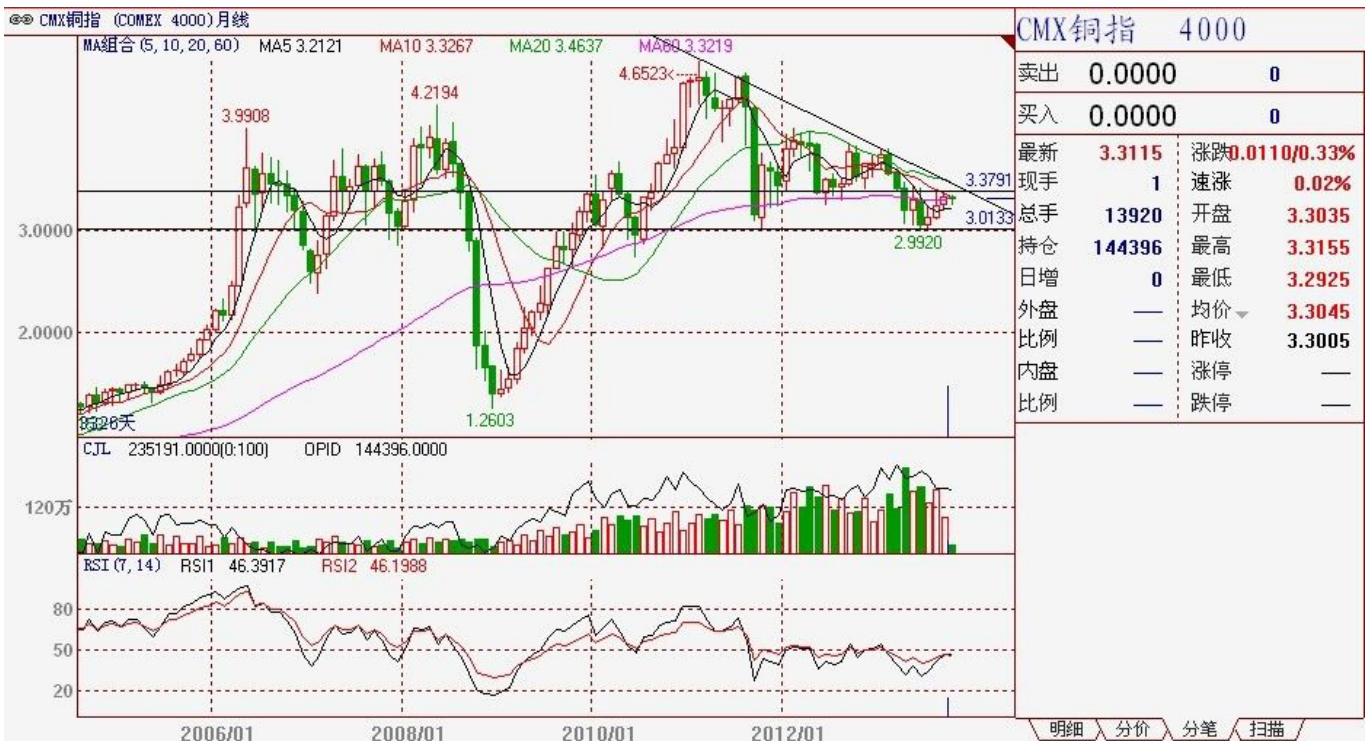 CMX铜指 (COMEX 4000)月线
MA组合(5,10,20,60) MA5 3.2121 MA10 3.3267 MA20 3.4637 MA60 3.3219
4.6523
4.2194
3.9908
3.3791
3.0133
3.0000
2.9920
2.0000
1.2603
3326天
CJL 235191.0000(0:100) OPID 144396.0000
120万
RSI(7,14) RSI1 46.3917 RSI2 46.1988
80
50
20
2006/01 2008/01 2010/01 2012/01
CMX铜指 4000
卖出 0.0000 0
买入 0.0000 0
最新 3.3115 涨跌0.0110/0.33%
现手 1 速涨 0.02%
总手 13920 开盘 3.3035
持仓 144396 最高 3.3155
日增 0 最低 3.2925
外盘 — 均价 3.3045
比例 — 昨收 3.3005
内盘 — 涨停 —
比例 — 跌停 —
明细 分价 分笔 扫描